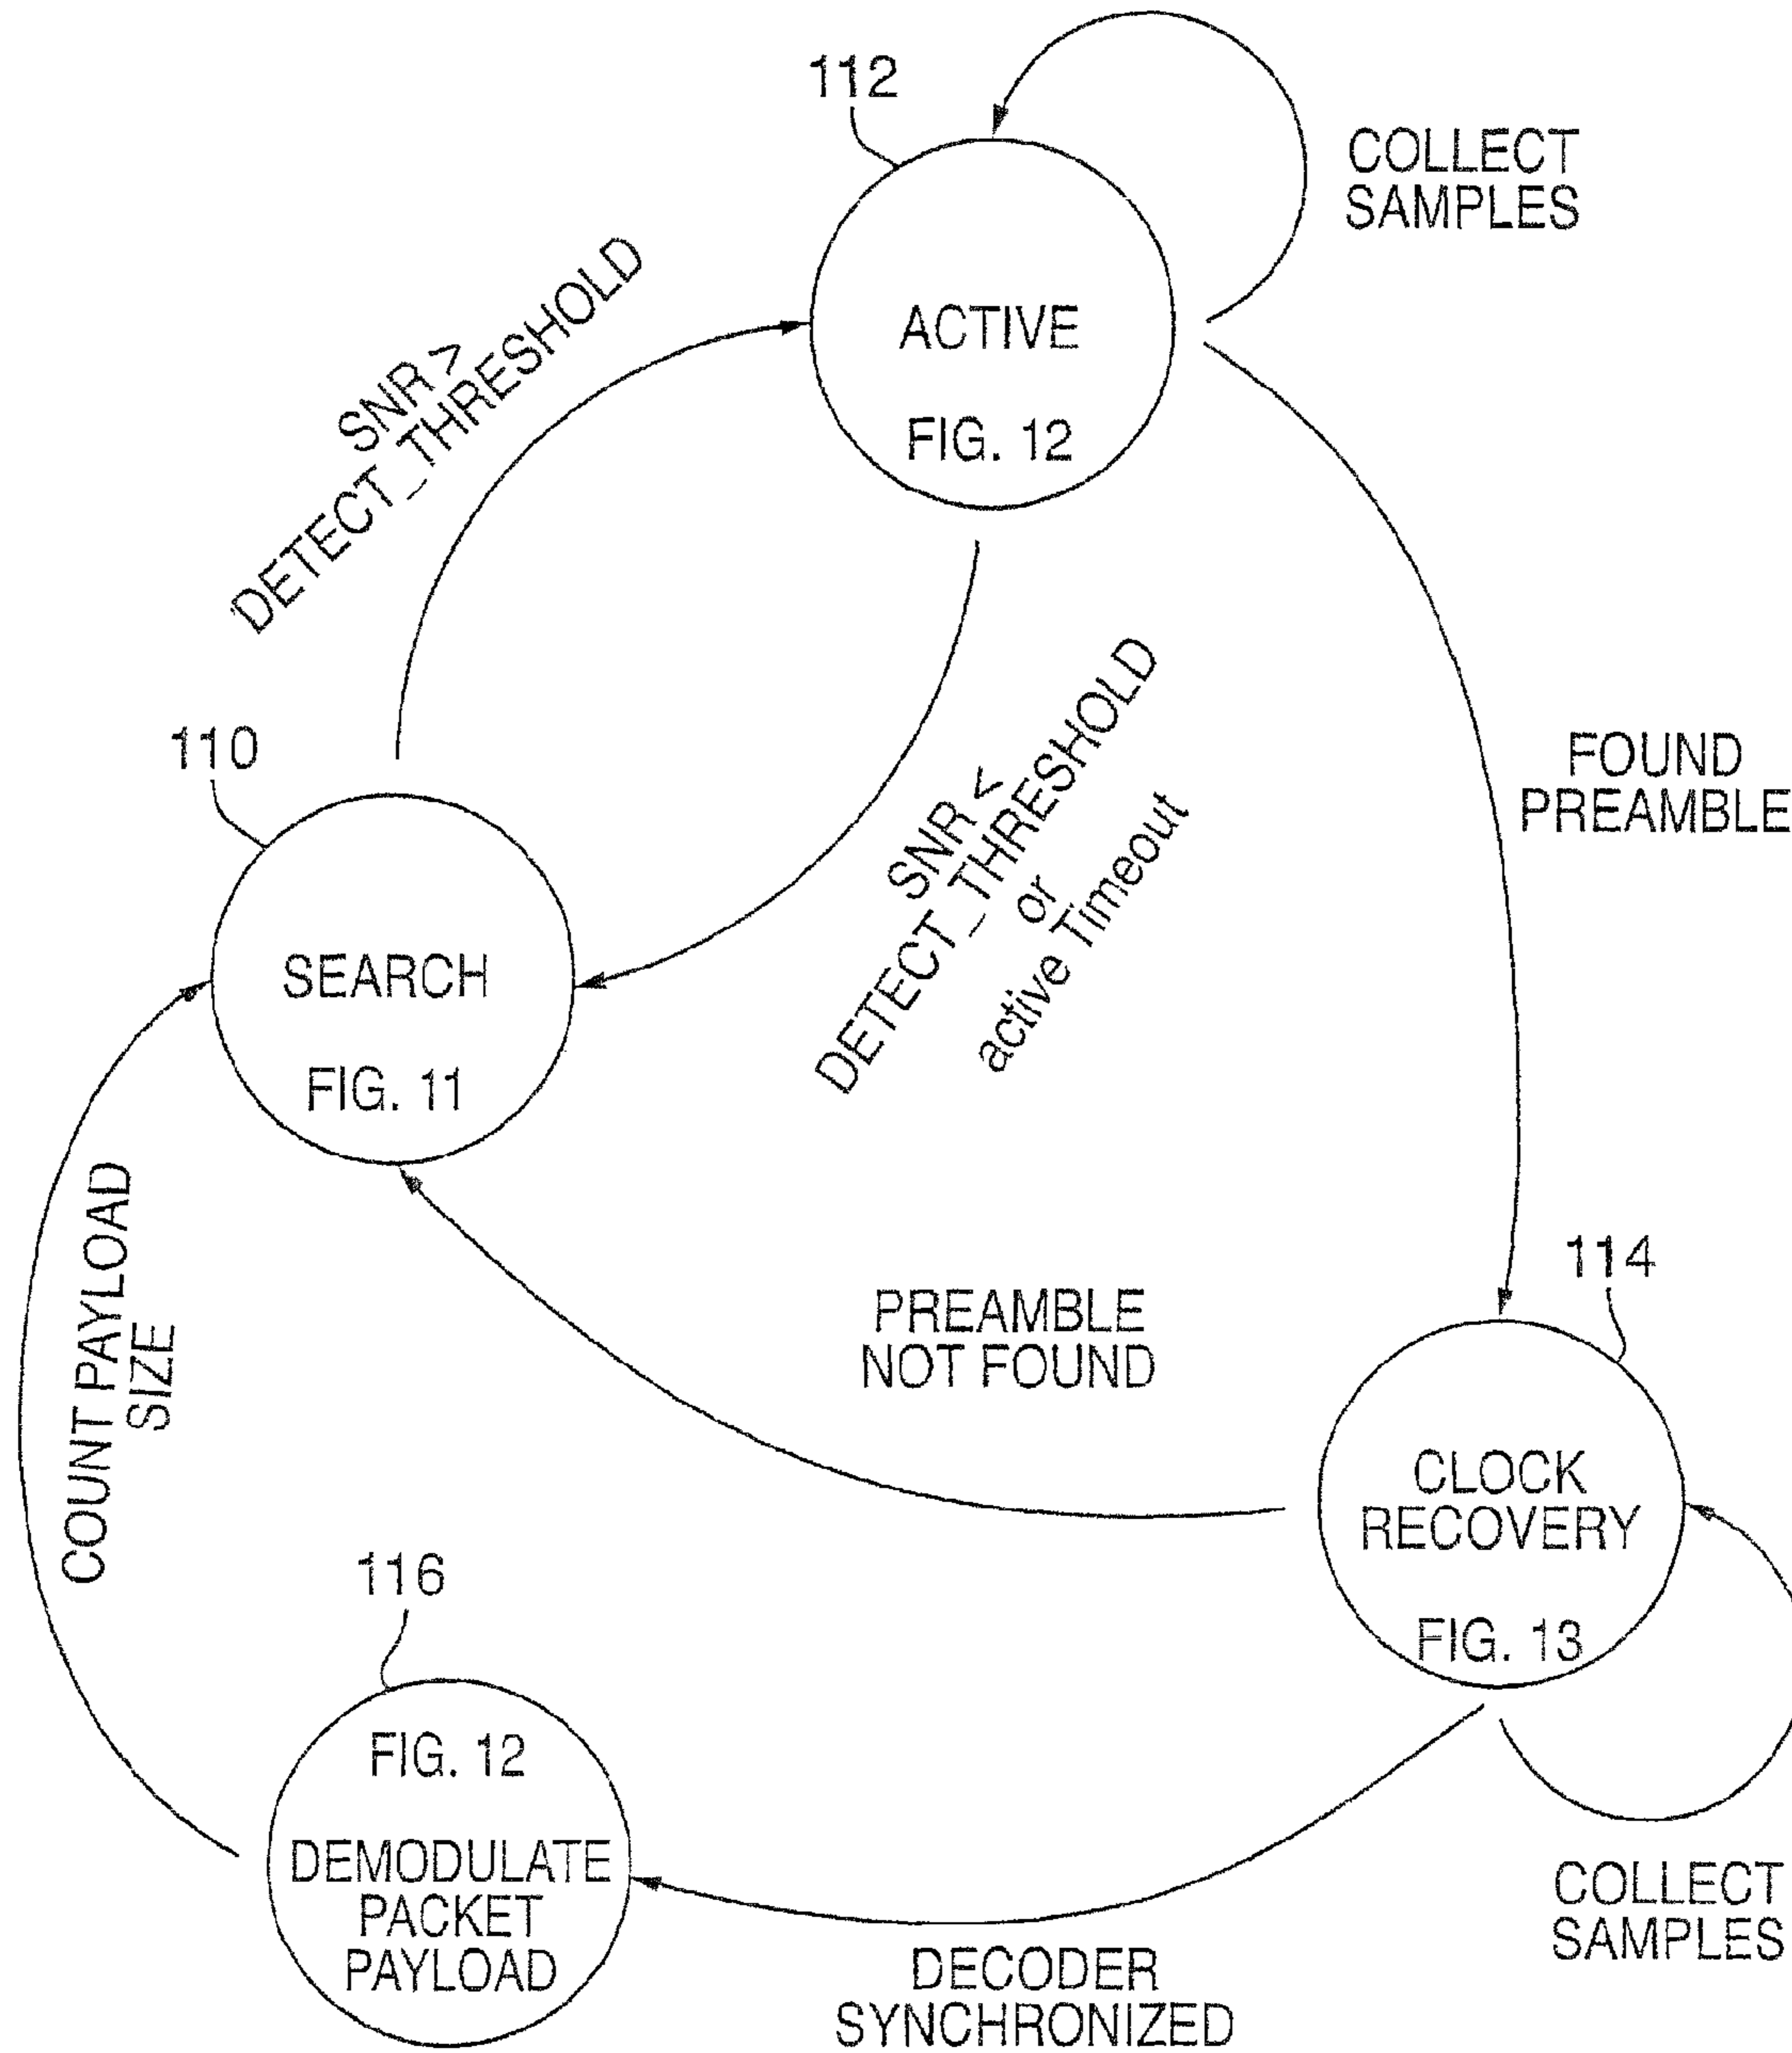 112
COLLECT
SAMPLES
ACTIVE
FIG. 12
SNR >
DETECT_THRESHOLD
110
SNR <
DETECT_THRESHOLD
or
active Timeout
FOUND
PREAMBLE
SEARCH
FIG. 11
COUNT PAYLOAD
SIZE
114
PREAMBLE
NOT FOUND
CLOCK
RECOVERY
FIG. 13
116
FIG. 12
DEMODULATE
PACKET
PAYLOAD
COLLECT
SAMPLES
DECODER
SYNCHRONIZED